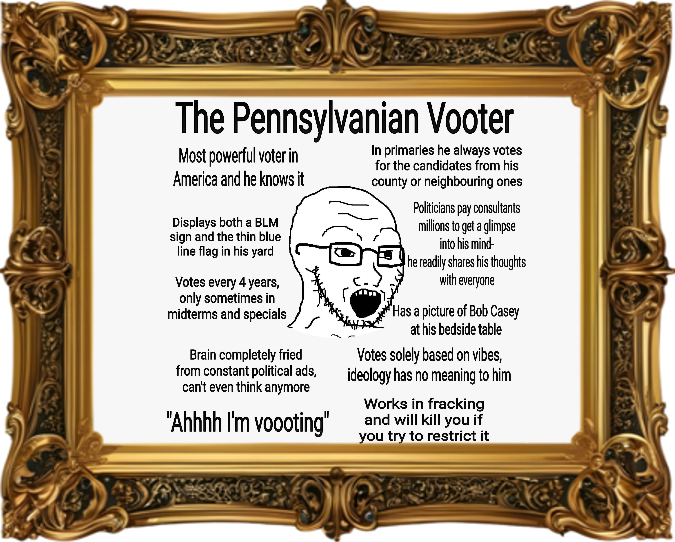 The Pennsylvanian Vooter
Most powerful voter in
America and he knows it
In primaries he always votes
for the candidates from his
county or neighbouring ones
Displays both a BLM
sign and the thin blue
line flag in his yard
Politicians pay consultants
millions to get a glimpse
into his mind-
he readily shares his thoughts
with everyone
Votes every 4 years,
only sometimes in
midterms and specials
Has a picture of Bob Casey
at his bedside table
Brain completely fried
from constant political ads,
can't even think anymore
Votes solely based on vibes,
ideology has no meaning to him
"Ahhhh I'm voooting"
Works in fracking
and will kill you if
you try to restrict it